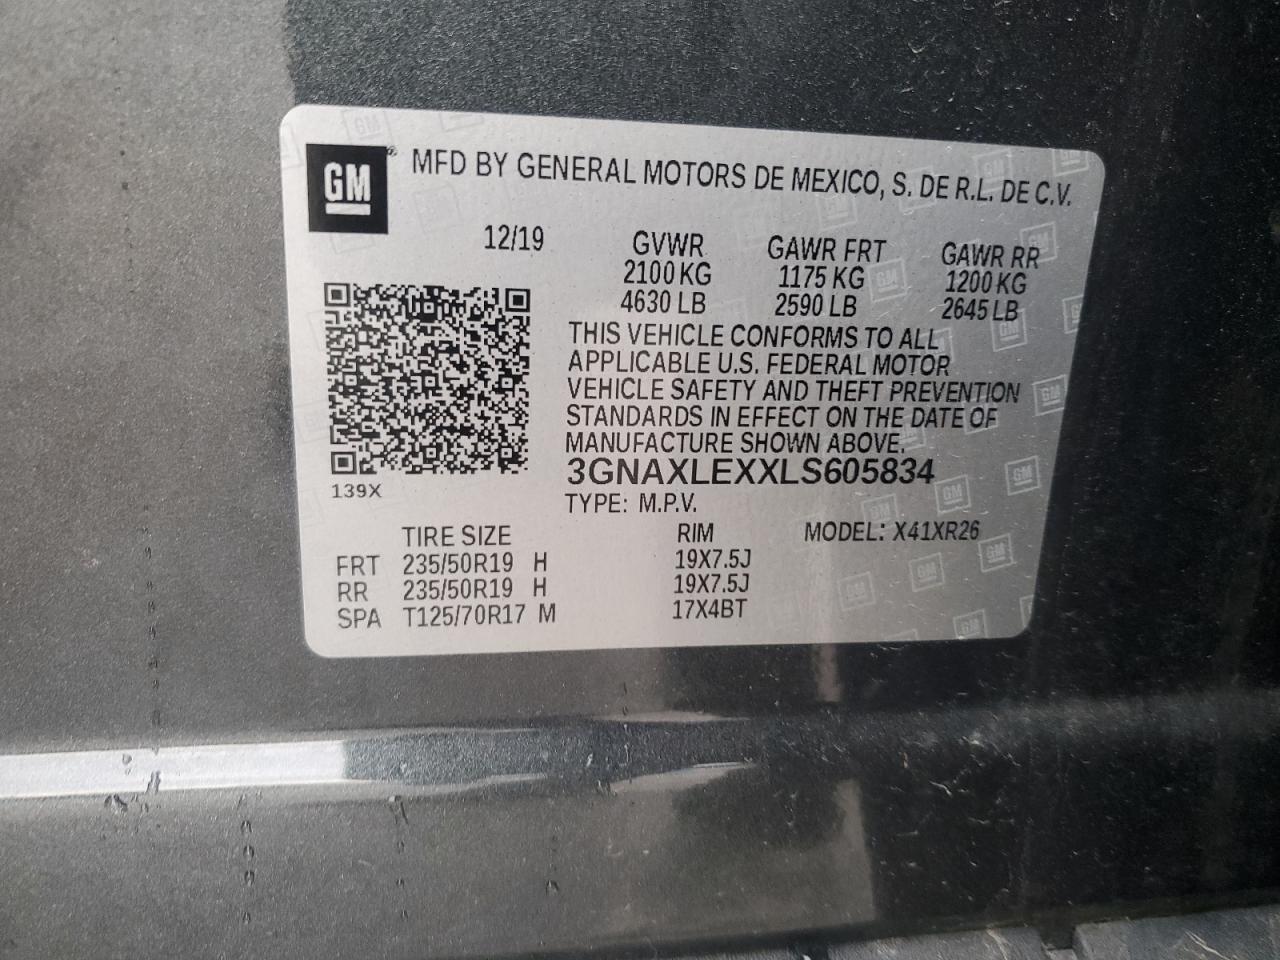 GM
MFD BY GENERAL MOTORS DE MEXICO, S. DE R.L. DE C.V.
12/19 GVWR GAWR FRT GAWR RR
2100 KG 1175 KG 1200 KG
4630 LB 2590 LB 2645 LB
THIS VEHICLE CONFORMS TO ALL
APPLICABLE U.S. FEDERAL MOTOR
VEHICLE SAFETY AND THEFT PREVENTION
STANDARDS IN EFFECT ON THE DATE OF
MANUFACTURE SHOWN ABOVE.
3GNAXLEXXLS605834
139X
TYPE: M.P.V.
TIRE SIZE RIM MODEL: X41XR26
FRT 235/50R19 H 19X7.5J
RR 235/50R19 H 19X7.5J
SPA T125/70R17 M 17X4BT